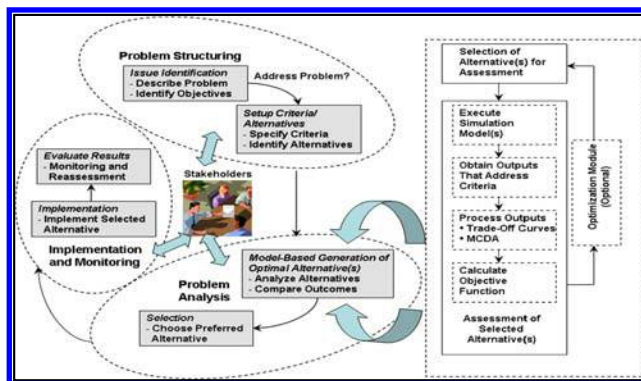 Problem Structuring
Issue Identification
- Describe Problem
- Identify Objectives
Address Problem?
Setup Criteria/
Alternatives
- Specify Criteria
- Identify Alternatives
Evaluate Results
- Monitoring and
Reassessment
Implementation
- Implement Selected
Alternative
Implementation
and Monitoring
Stakeholders
Problem
Analysis
Model-Based Generation of
Optimal Alternative(s)
- Analyze Alternatives
- Compare Outcomes
Selection
- Choose Preferred
Alternative
Selection of
Alternative(s) for
Assessment
Execute
Simulation
Model(s)
Obtain Outputs
That Address
Criteria
Process Outputs
• Trade-Off Curves
• MCDA
Calculate
Objective
Function
Assessment of
Selected
Alternative(s)
Optimization Module
(Optional)